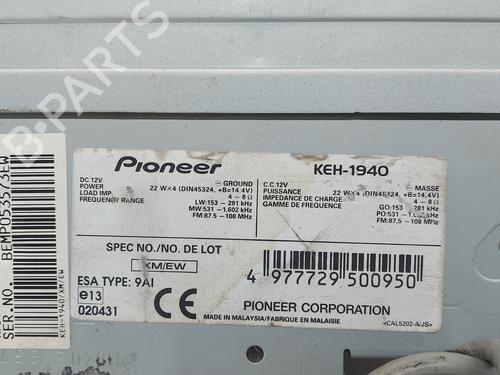 B-PARTS
Pioneer
KEH-1940
DC 12V
POWER
LOAD IMP.
FREQUENCY RANGE
GROUND
22 W×4 (DIN45324, +B=14,4V)
4 – 8 Ω
LW:153 – 281 kHz
MW:531 – 1.602 kHz
FM:87.5 – 108 MHz
C.C.12V
PUISSANCE
IMPEDANCE DE CHARGE
GAMME DE FREQUENCY
MASSE
22 W×4 (DIN45324, +B=14,4V)
4 – 8 Ω
GO:153 – 281 kHz
PO:531 – 1.602 kHz
FM:87.5 – 108 MHz
SPEC NO./NO. DE LOT
XM/EW
ESA TYPE: 9AI
e13
020431
CE
4 977729 500950
PIONEER CORPORATION
MADE IN MALAYSIA/FABRIQUE EN MALAISIE
<CAL5202-A/JS>
SER.NO. BEMP053573EW
KEH-1940/XM/EW